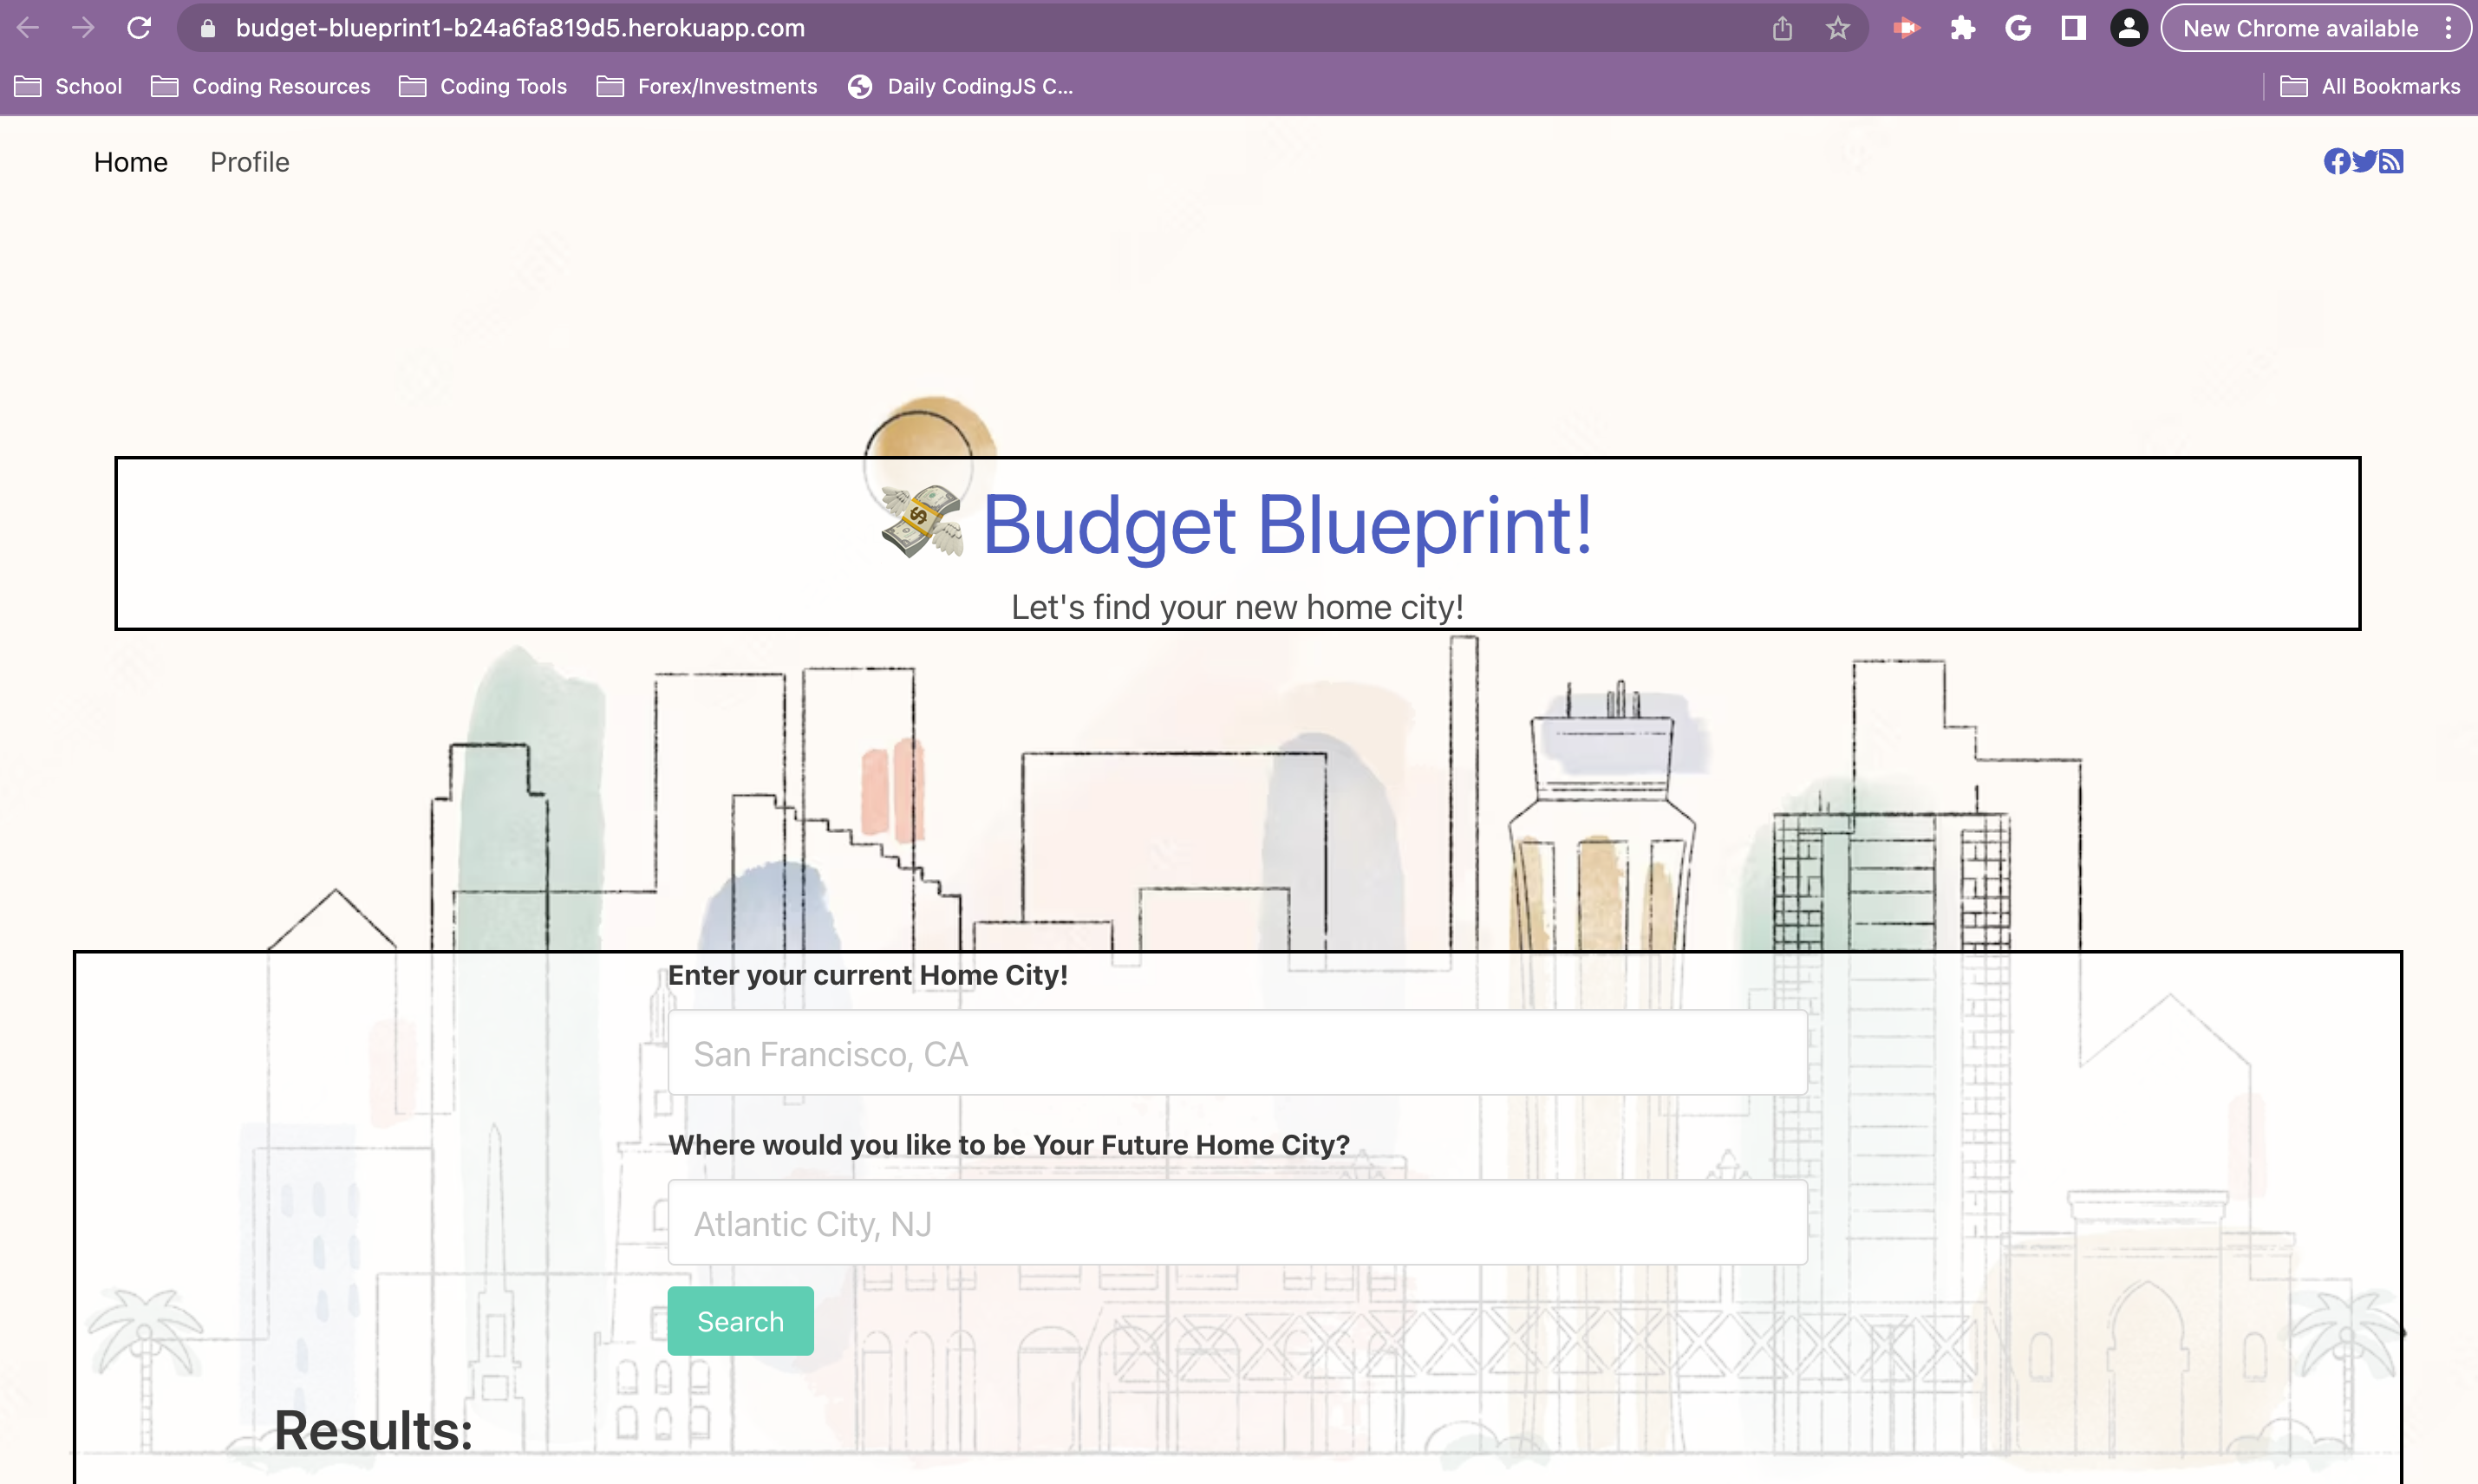 budget-blueprint1-b24a6fa819d5.herokuapp.com
New Chrome available
School
Coding Resources
Coding Tools
Forex/Investments
Daily CodingJS C...
All Bookmarks
Home
Profile
Budget Blueprint!
Let's find your new home city!
Enter your current Home City!
San Francisco, CA
Where would you like to be Your Future Home City?
Atlantic City, NJ
Search
Results: